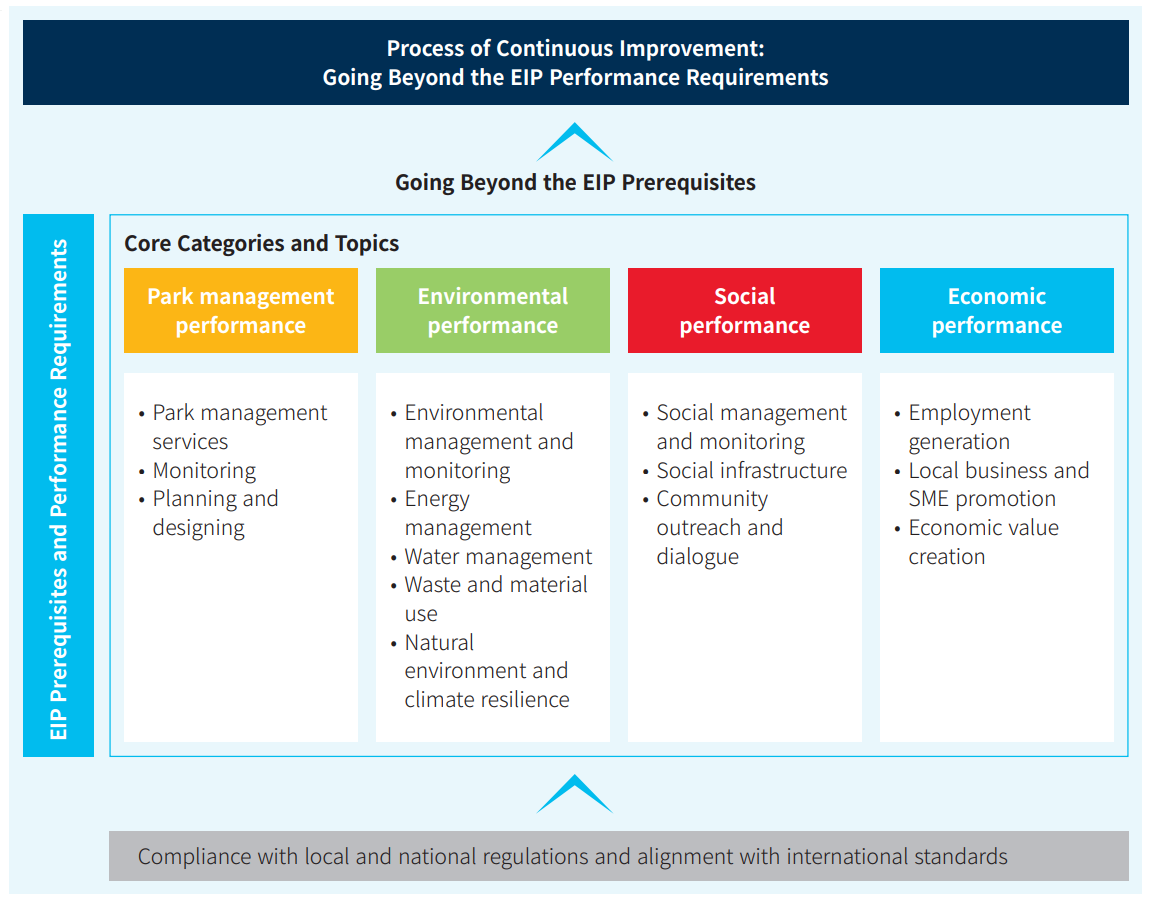 Process of Continuous Improvement:
Going Beyond the EIP Performance Requirements
Going Beyond the EIP Prerequisites
EIP Prerequisites and Performance Requirements
Core Categories and Topics
Park management
performance
• Park management
services
• Monitoring
• Planning and
designing
Environmental
performance
• Environmental
management and
monitoring
• Energy
management
• Water management
• Waste and material
use
• Natural
environment and
climate resilience
Social
performance
• Social management
and monitoring
• Social infrastructure
• Community
outreach and
dialogue
Economic
performance
• Employment
generation
• Local business and
SME promotion
• Economic value
creation
Compliance with local and national regulations and alignment with international standards